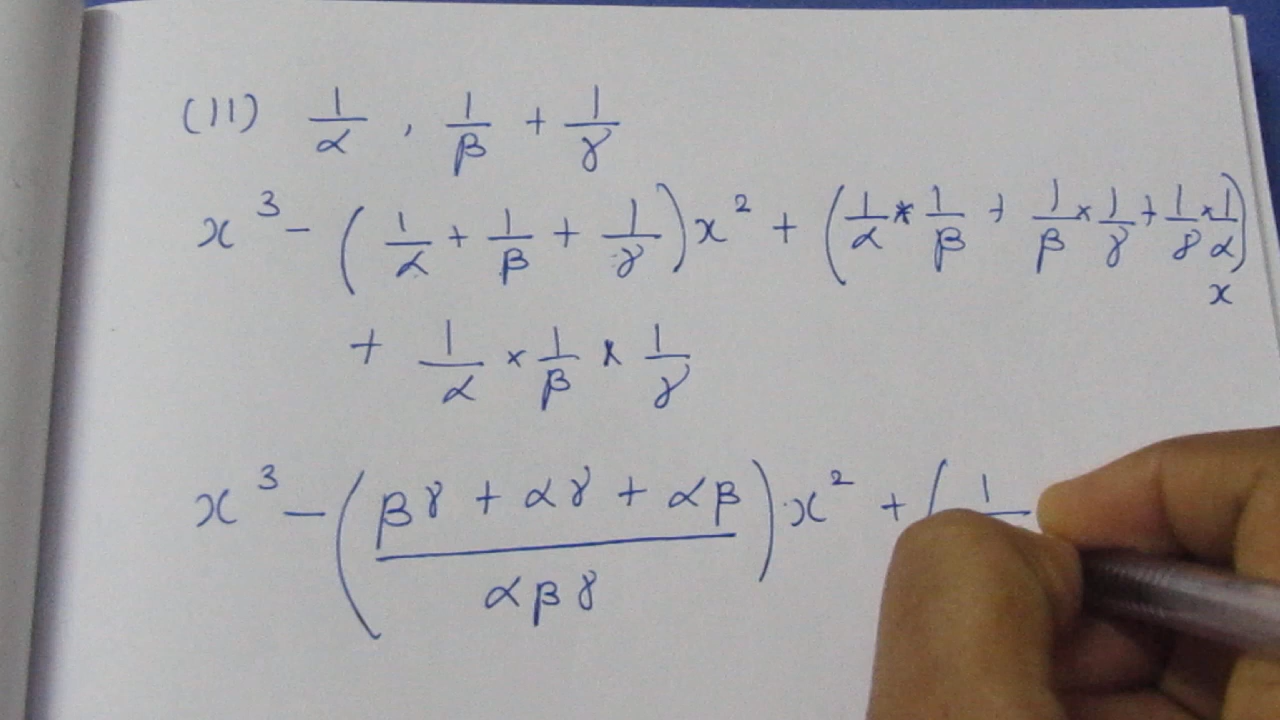 (11) 1/α , 1/β + 1/γ
x³ - (1/α + 1/β + 1/γ)x² + (1/α * 1/β + 1/β × 1/γ + 1/γ × 1/α)
x
+ 1/α × 1/β × 1/γ
x³ - ((βγ + αγ + αβ)/(αβγ)) x² + (1